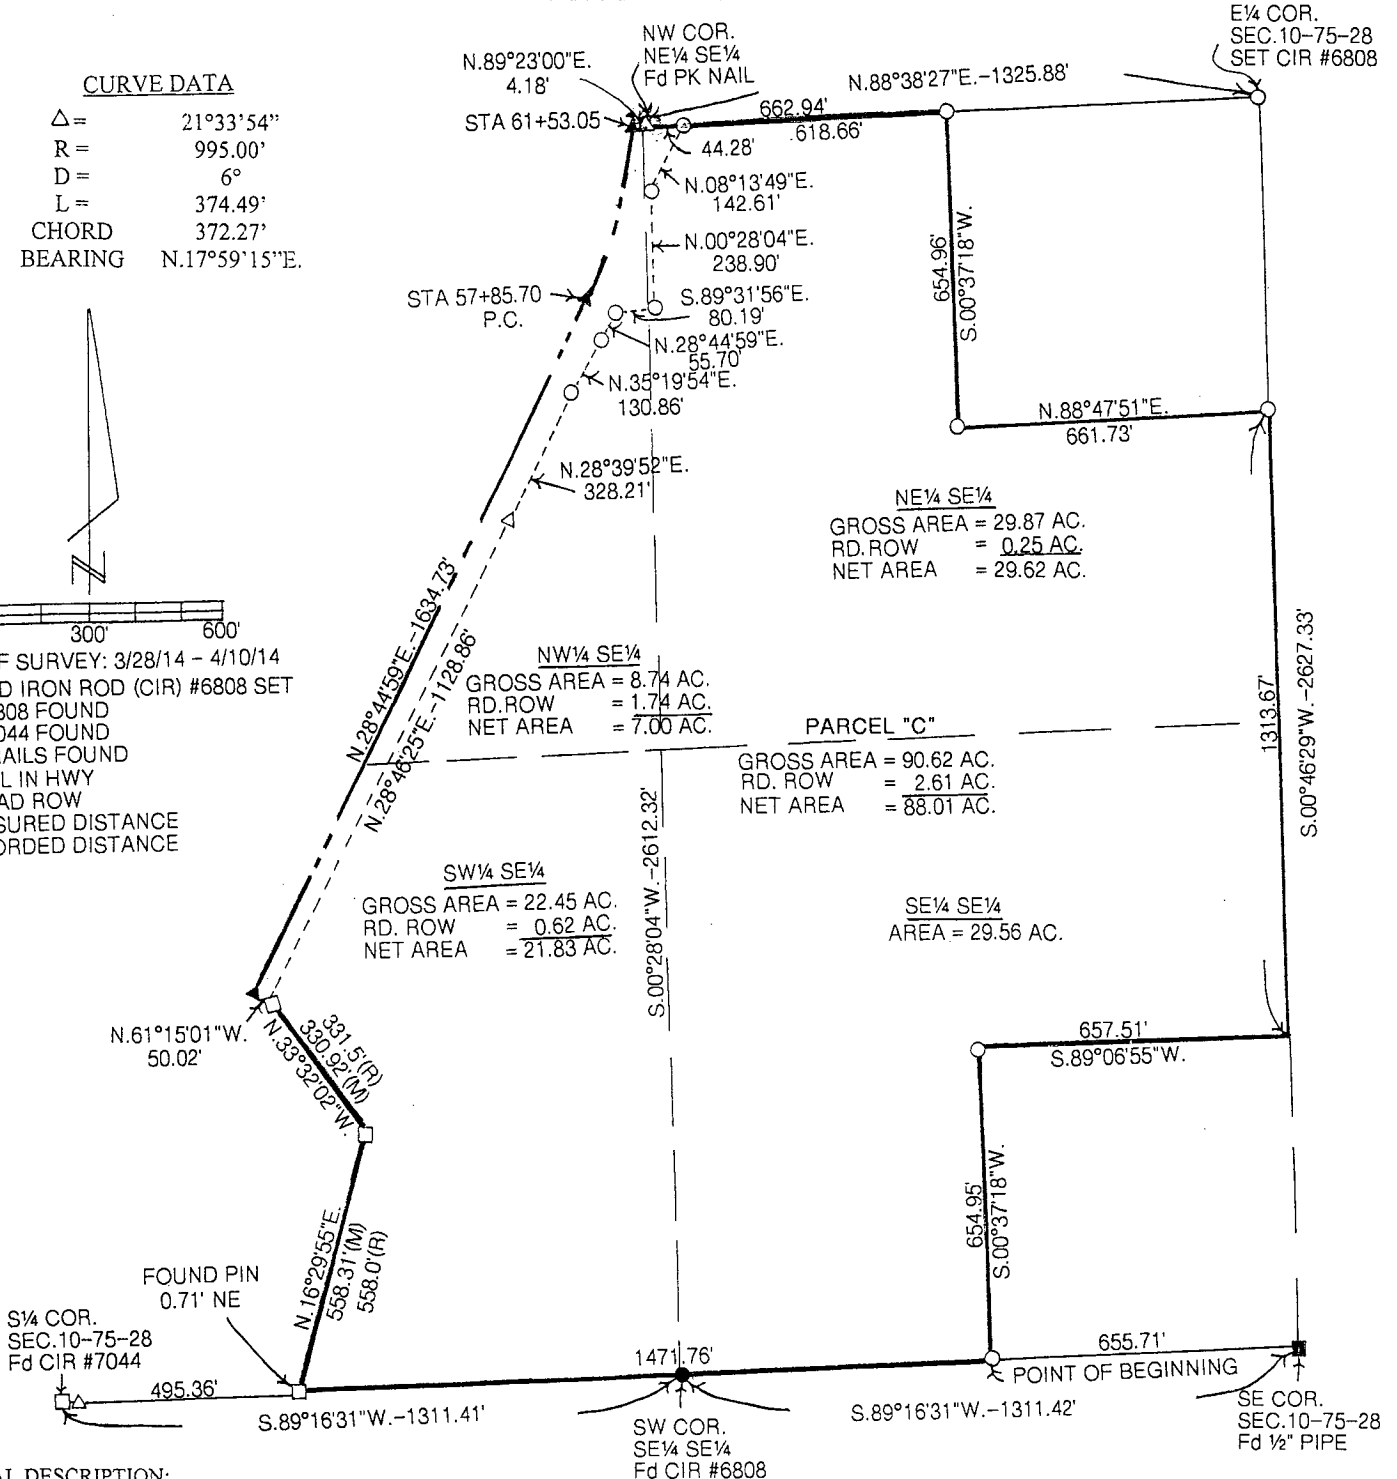 CURVE DATA
Δ= 21°33'54"
R = 995.00'
D = 6°
L = 374.49'
CHORD 372.27'
BEARING N.17°59'15"E.
N.89°23'00"E.
4.18'
STA 61+53.05
NW COR.
NE¼ SE¼
Fd PK NAIL
N.88°38'27"E.-1325.88'
662.94'
618.66'
44.28'
E¼ COR.
SEC.10-75-28
SET CIR #6808
N.08°13'49"E.
142.61'
N.00°28'04"E.
238.90'
STA 57+85.70
P.C.
S.89°31'56"E.
80.19'
N.28°44'59"E.
55.70'
N.35°19'54"E.
130.86'
N.28°39'52"E.
328.21'
654.96'
S.00°37'18"W.
N.88°47'51"E.
661.73'
NE¼ SE¼
GROSS AREA = 29.87 AC.
RD.ROW = 0.25 AC.
NET AREA = 29.62 AC.
N
300' 600'
F SURVEY: 3/28/14 - 4/10/14
D IRON ROD (CIR) #6808 SET
808 FOUND
044 FOUND
RAILS FOUND
L IN HWY
AD ROW
SURED DISTANCE
ORDED DISTANCE
N.28°44'59"E.-1634.73'
N.28°46'25"E.-1128.86'
NW¼ SE¼
GROSS AREA = 8.74 AC.
RD.ROW = 1.74 AC.
NET AREA = 7.00 AC.
PARCEL "C"
GROSS AREA = 90.62 AC.
RD. ROW = 2.61 AC.
NET AREA = 88.01 AC.
1313.67'
S.00°46'29"W.-2627.33'
S.00°28'04"W.-2612.32'
SW¼ SE¼
GROSS AREA = 22.45 AC.
RD. ROW = 0.62 AC.
NET AREA = 21.83 AC.
SE¼ SE¼
AREA = 29.56 AC.
N.61°15'01"W.
50.02'
331.5'(R)
330.92'(M)
N.33°32'02"W.
657.51'
S.89°06'55"W.
654.95'
S.00°37'18"W.
N.16°29'55"E.
558.31'(M)
558.0'(R)
FOUND PIN
0.71' NE
S¼ COR.
SEC.10-75-28
Fd CIR #7044
495.36'
1471.76'
655.71'
POINT OF BEGINNING
S.89°16'31"W.-1311.41'
S.89°16'31"W.-1311.42'
SW COR.
SE¼ SE¼
Fd CIR #6808
SE COR.
SEC.10-75-28
Fd ½" PIPE
AL DESCRIPTION: